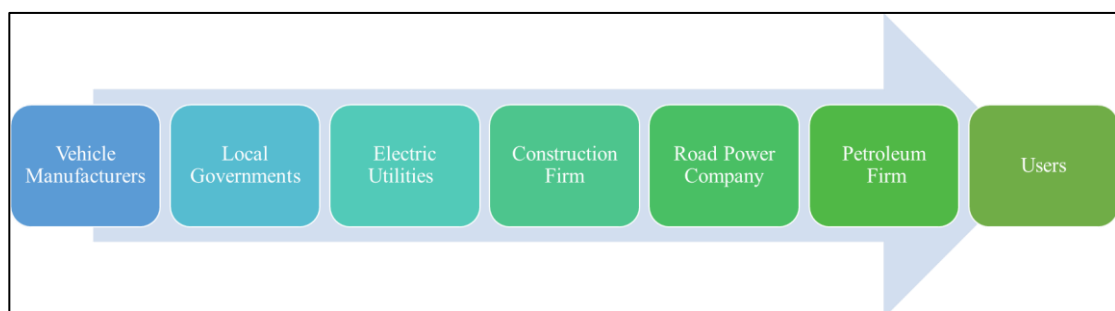 Vehicle
Manufacturers
Local
Governments
Electric
Utilities
Construction
Firm
Road Power
Company
Petroleum
Firm
Users